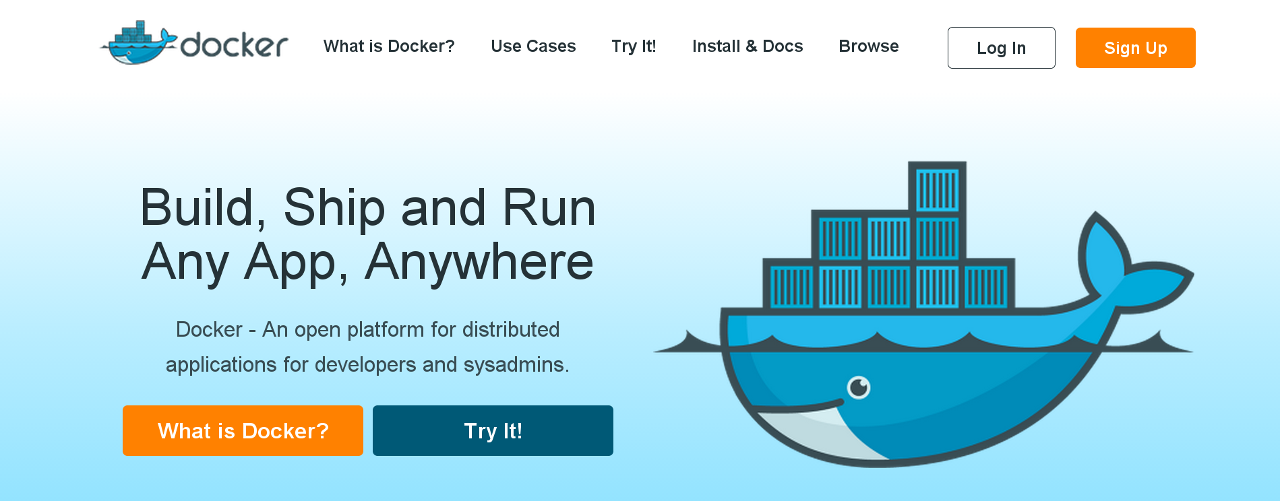 docker What is Docker? Use Cases Try It! Install & Docs Browse Log In Sign Up
Build, Ship and Run
Any App, Anywhere
Docker - An open platform for distributed
applications for developers and sysadmins.
What is Docker? Try It!